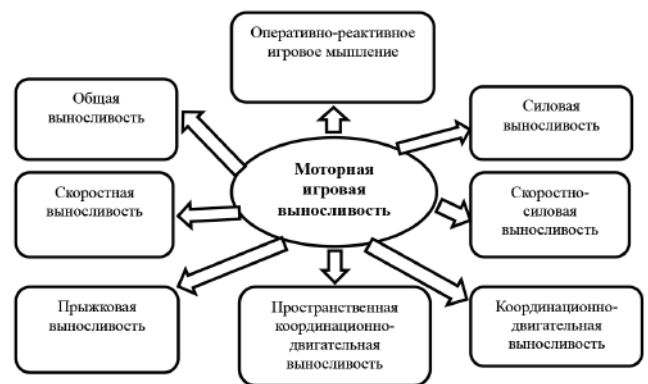 Оперативно-реактивное
игровое мышление
Общая
выносливость
Силовая
выносливость
Моторная
игровая
выносливость
Скоростная
выносливость
Скоростно-
силовая
выносливость
Прыжковая
выносливость
Пространственная
координационно-
двигательная
выносливость
Координационно-
двигательная
выносливость